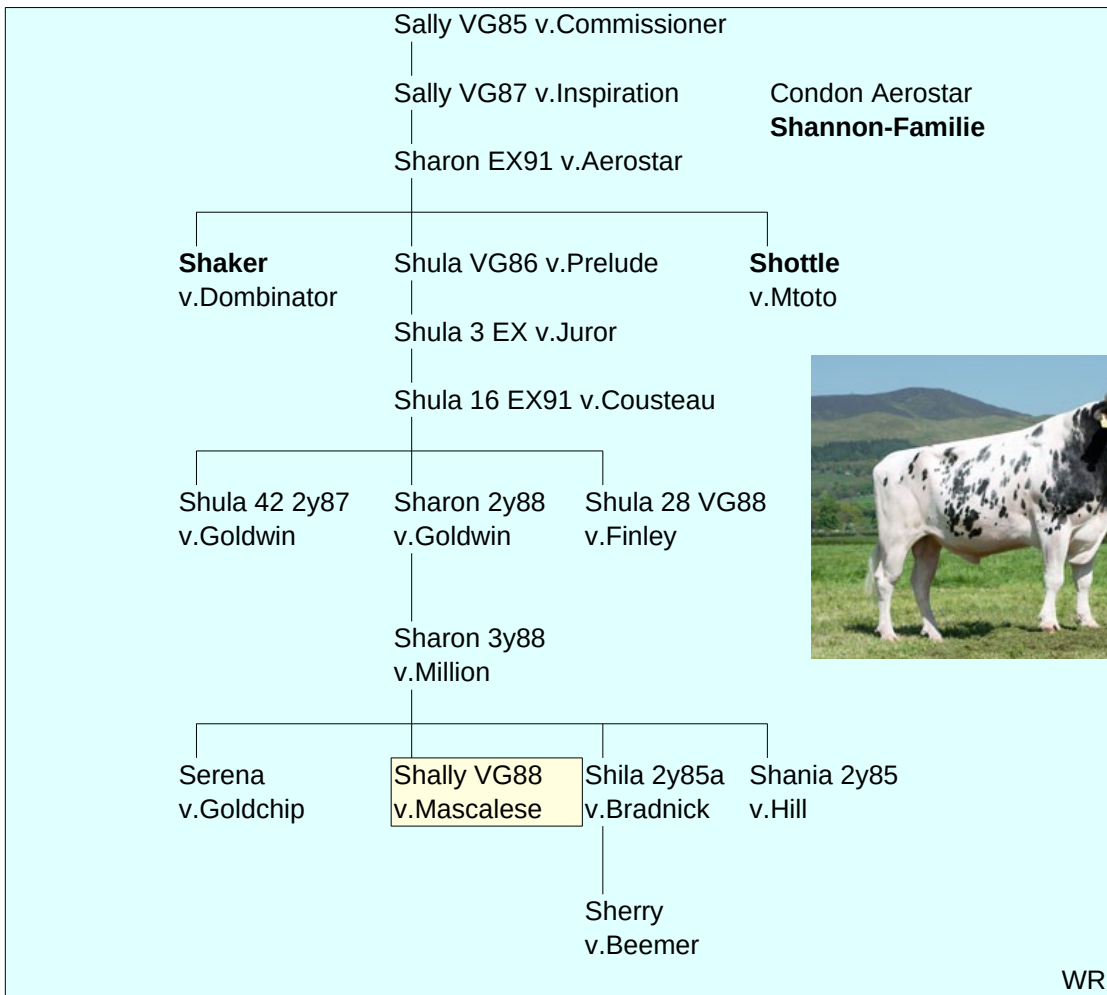 Sally VG85 v.Commissioner
Sally VG87 v.Inspiration
Condon Aerostar
Shannon-Familie
Sharon EX91 v.Aerostar
Shaker
v.Dombinator
Shula VG86 v.Prelude
Shottle
v.Mtoto
Shula 3 EX v.Juror
Shula 16 EX91 v.Cousteau
Shula 42 2y87
v.Goldwin
Sharon 2y88
v.Goldwin
Shula 28 VG88
v.Finley
Sharon 3y88
v.Million
Serena
v.Goldchip
Shally VG88
v.Mascalese
Shila 2y85a
v.Bradnick
Shania 2y85
v.Hill
Sherry
v.Beemer
WR